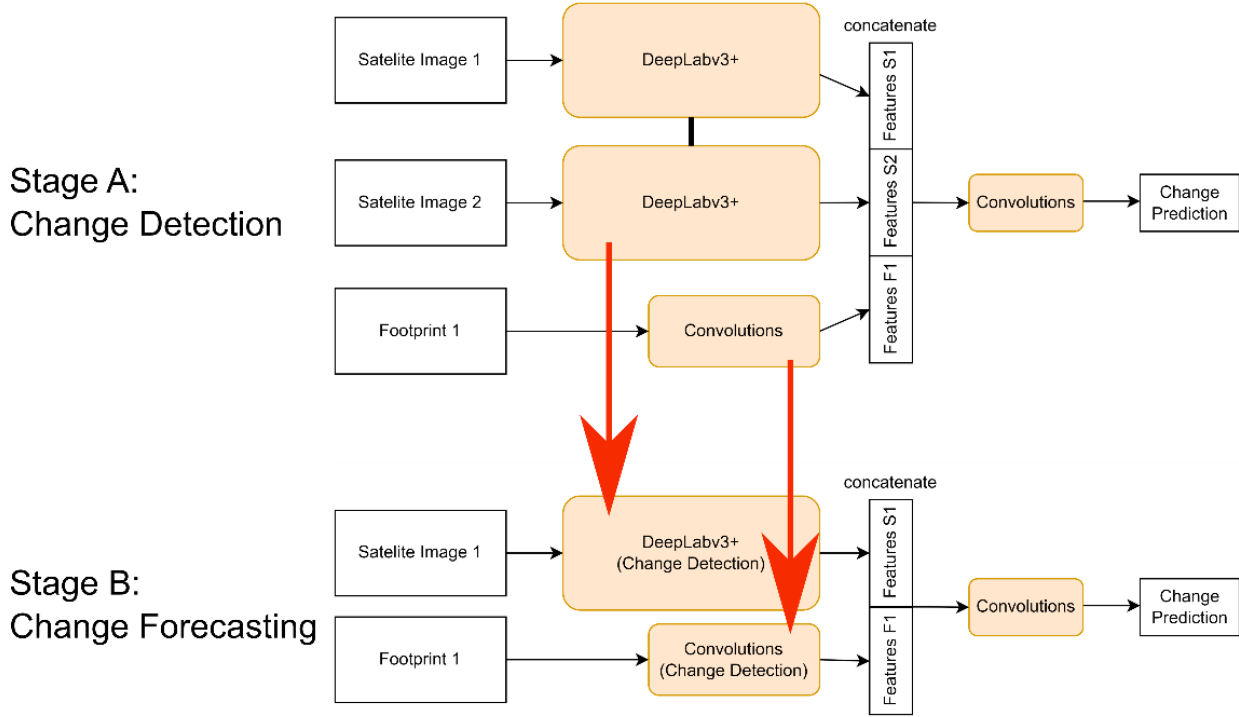 concatenate
Satelite Image 1
DeepLabv3+
Features S1
Stage A:
Change Detection
Satelite Image 2
DeepLabv3+
Features S2
Convolutions
Change
Prediction
Footprint 1
Convolutions
Features F1
concatenate
Satelite Image 1
DeepLabv3+
(Change Detection)
Features S1
Stage B:
Change Forecasting
Convolutions
Change
Prediction
Footprint 1
Convolutions
(Change Detection)
Features F1